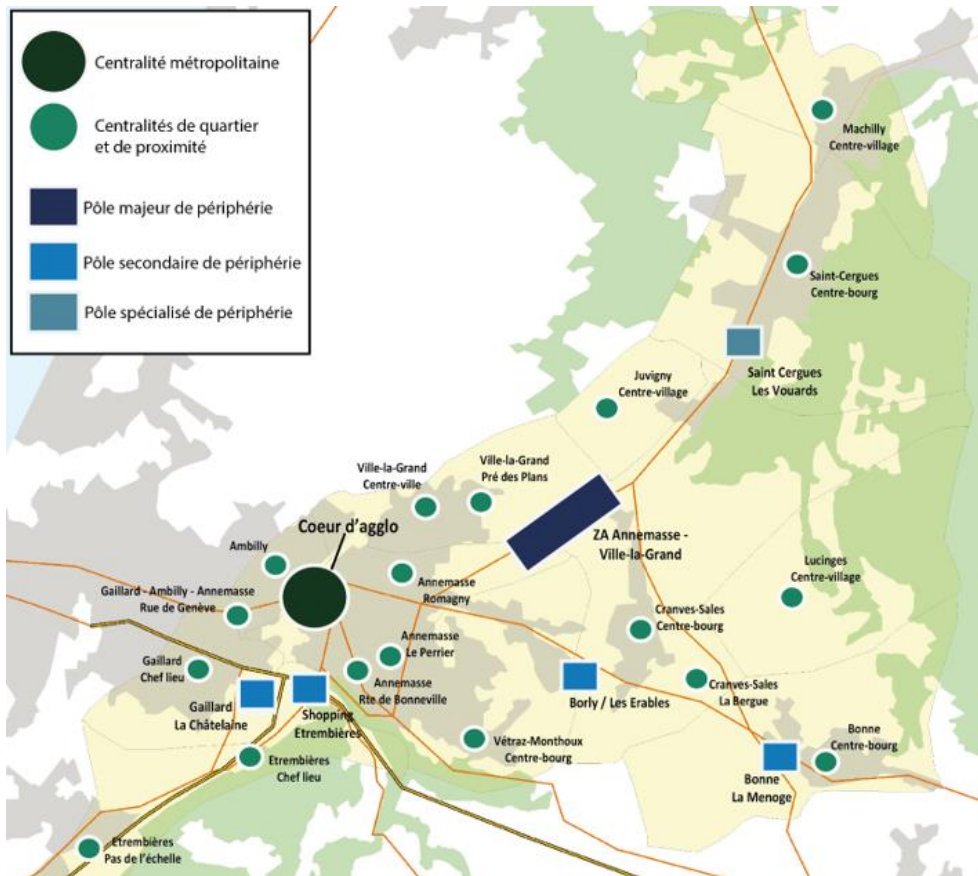 Centralité métropolitaine
Centralités de quartier
et de proximité
Pôle majeur de périphérie
Pôle secondaire de périphérie
Pôle spécialisé de périphérie
Machilly
Centre-village
Saint-Cergues
Centre-bourg
Saint Cergues
Les Vouards
Juvigny
Centre-village
Ville-la-Grand
Centre-ville
Ville-la-Grand
Pré des Plans
Coeur d'agglo
ZA Annemasse -
Ville-la-Grand
Ambilly
Annemasse
Romagny
Lucinges
Centre-village
Gaillard - Ambilly - Annemasse
Rue de Genève
Cranves-Sales
Centre-bourg
Annemasse
Le Perrier
Gaillard
Chef lieu
Annemasse
Rte de Bonneville
Gaillard
La Châtelaine
Shopping
Etrembières
Borly / Les Erables
Cranves-Sales
La Bergue
Vétraz-Monthoux
Centre-bourg
Bonne
Centre-bourg
Etrembières
Chef lieu
Bonne
La Menoge
Etrembières
Pas de l'échelle